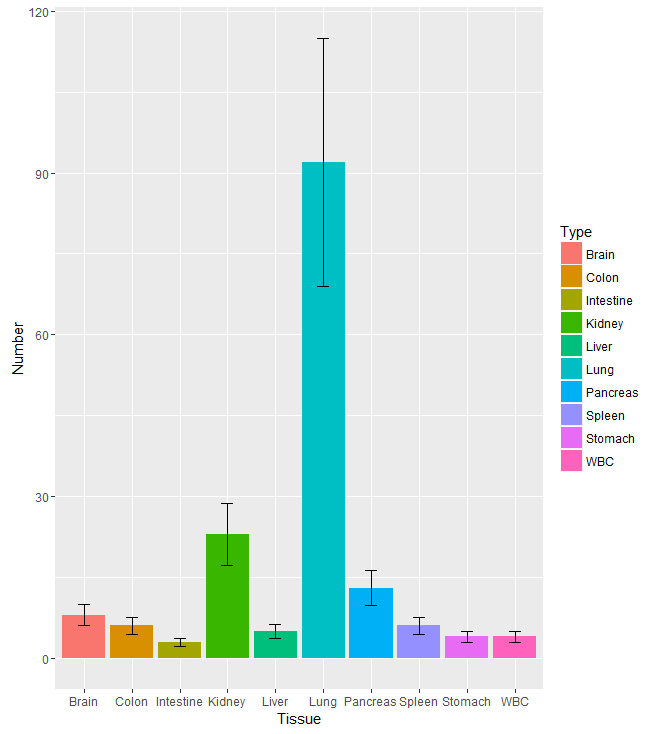 120
90
60
30
0
Number
Brain Colon Intestine Kidney Liver Lung Pancreas Spleen Stomach WBC
Tissue
Type
Brain
Colon
Intestine
Kidney
Liver
Lung
Pancreas
Spleen
Stomach
WBC